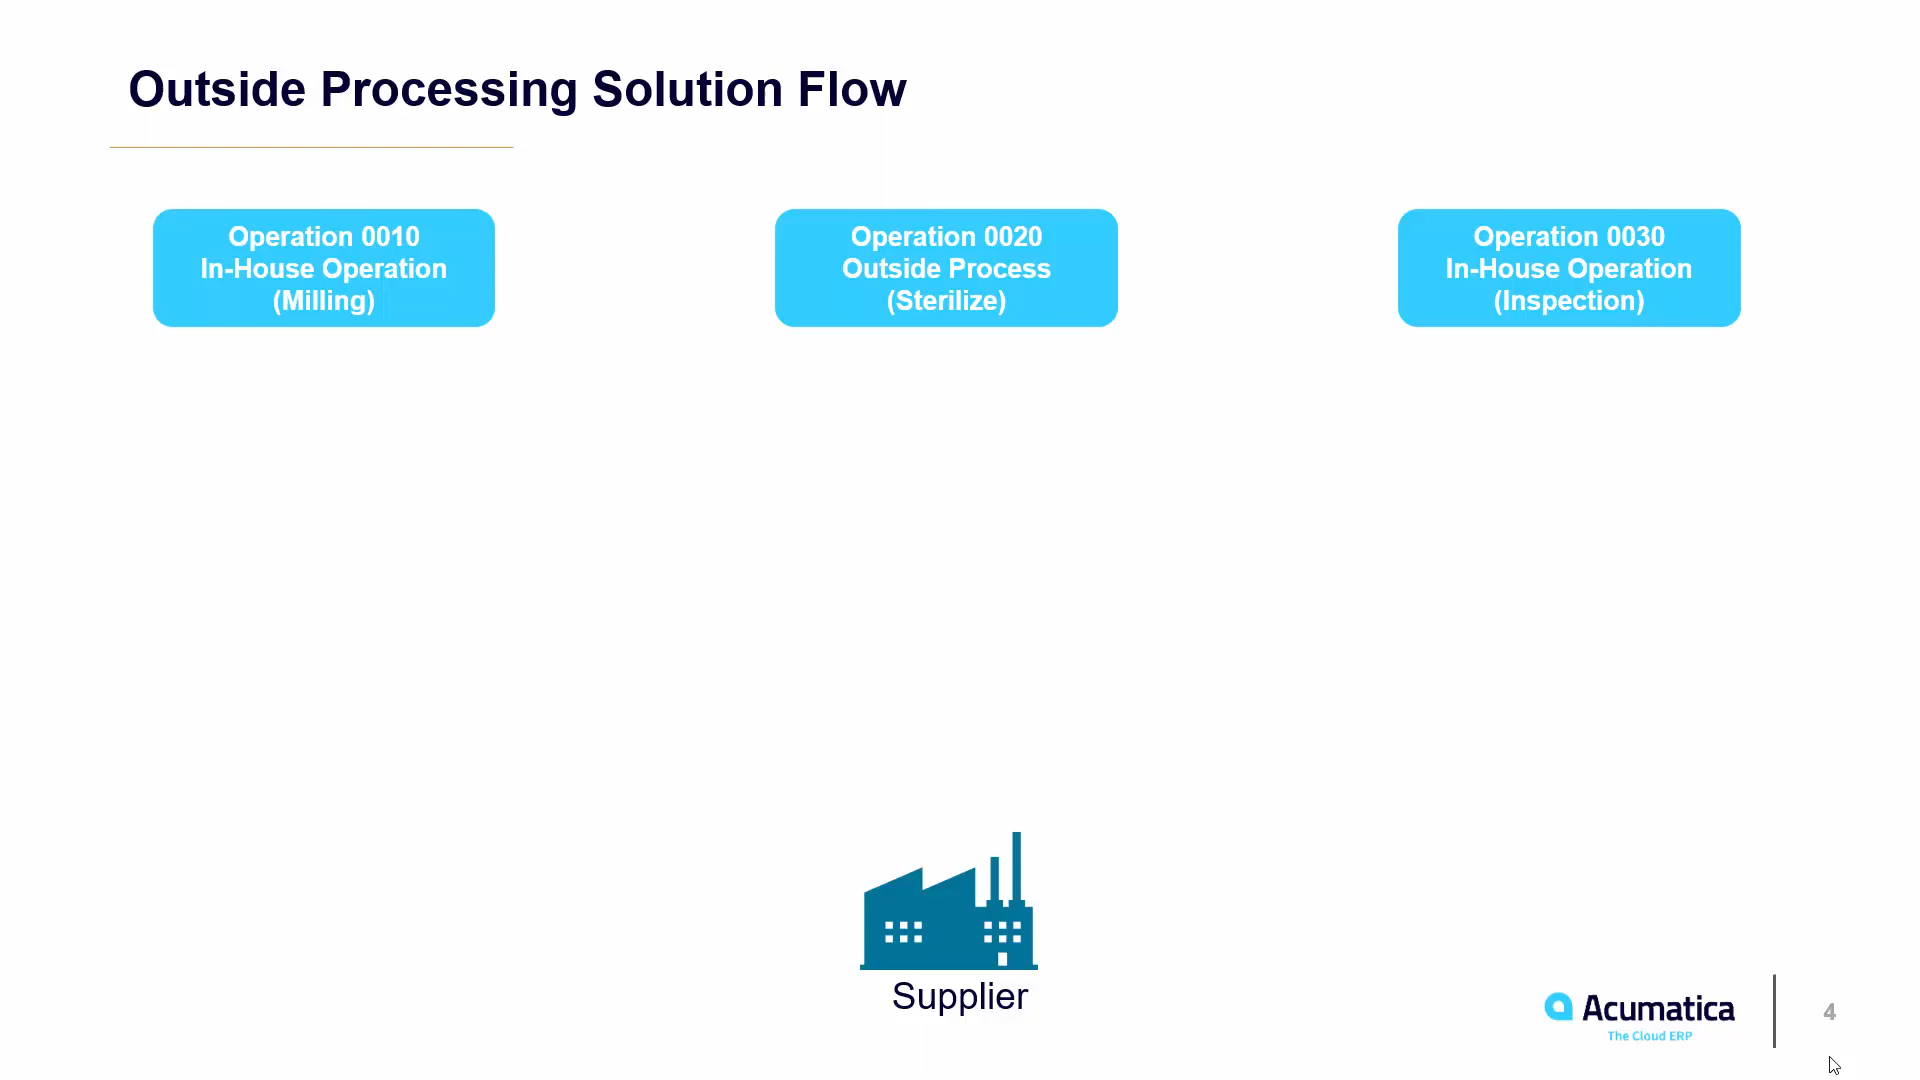 Outside Processing Solution Flow
Operation 0010
In-House Operation
(Milling)
Operation 0020
Outside Process
(Sterilize)
Operation 0030
In-House Operation
(Inspection)
Supplier
Acumatica
The Cloud ERP
4